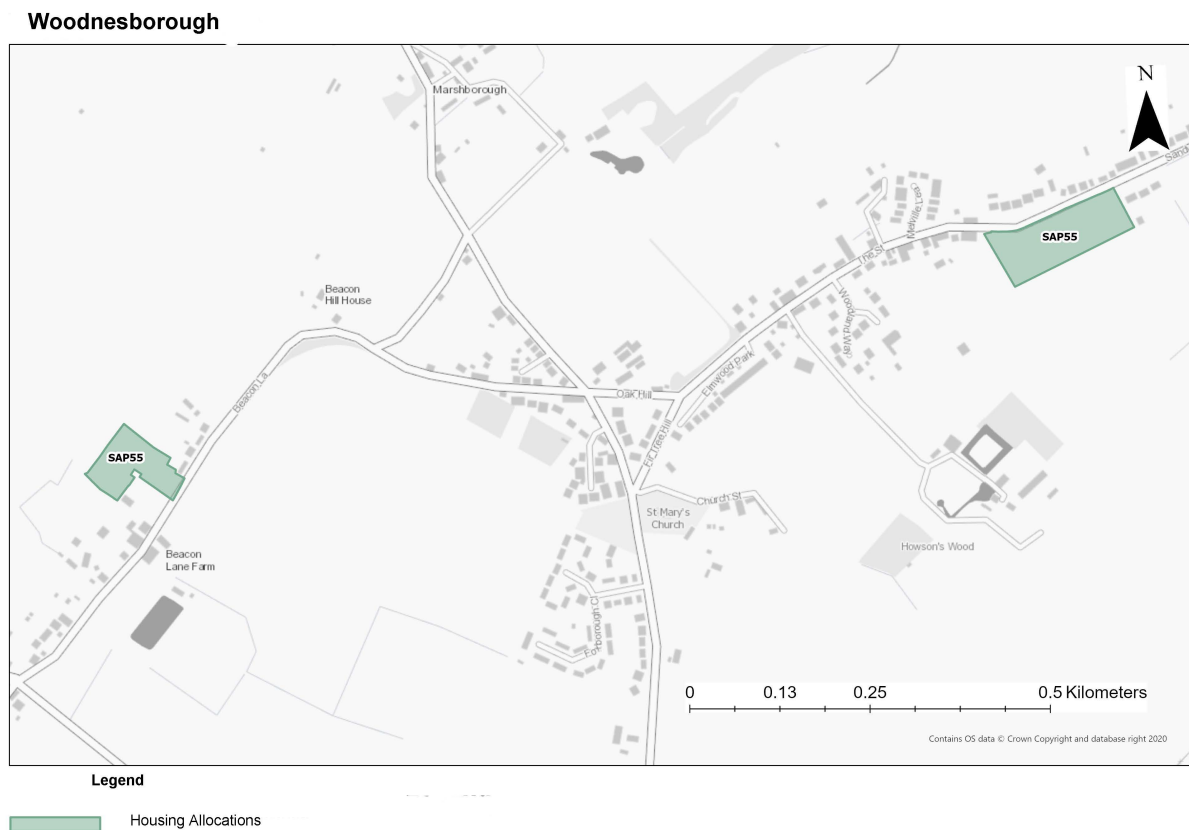 Woodnesborough
N
Marshborough
Melville Lea
SAP55
The St
Beacon
Hill House
Woodland Way
Elmwood Park
Beacon La
Oak Hill
Fir Tree Hill
SAP55
Church St
St Mary's
Church
Howson's Wood
Beacon
Lane Farm
0 0.13 0.25 0.5 Kilometers
Contains OS data © Crown Copyright and database right 2020
Legend
Housing Allocations